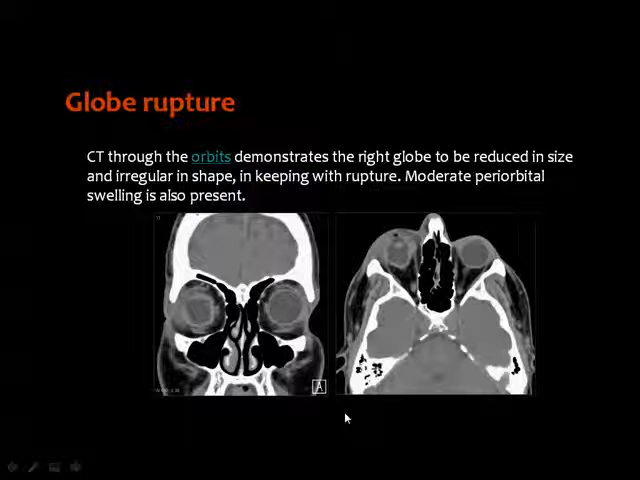 Globe rupture
CT through the orbits demonstrates the right globe to be reduced in size
and irregular in shape, in keeping with rupture. Moderate periorbital
swelling is also present.
A